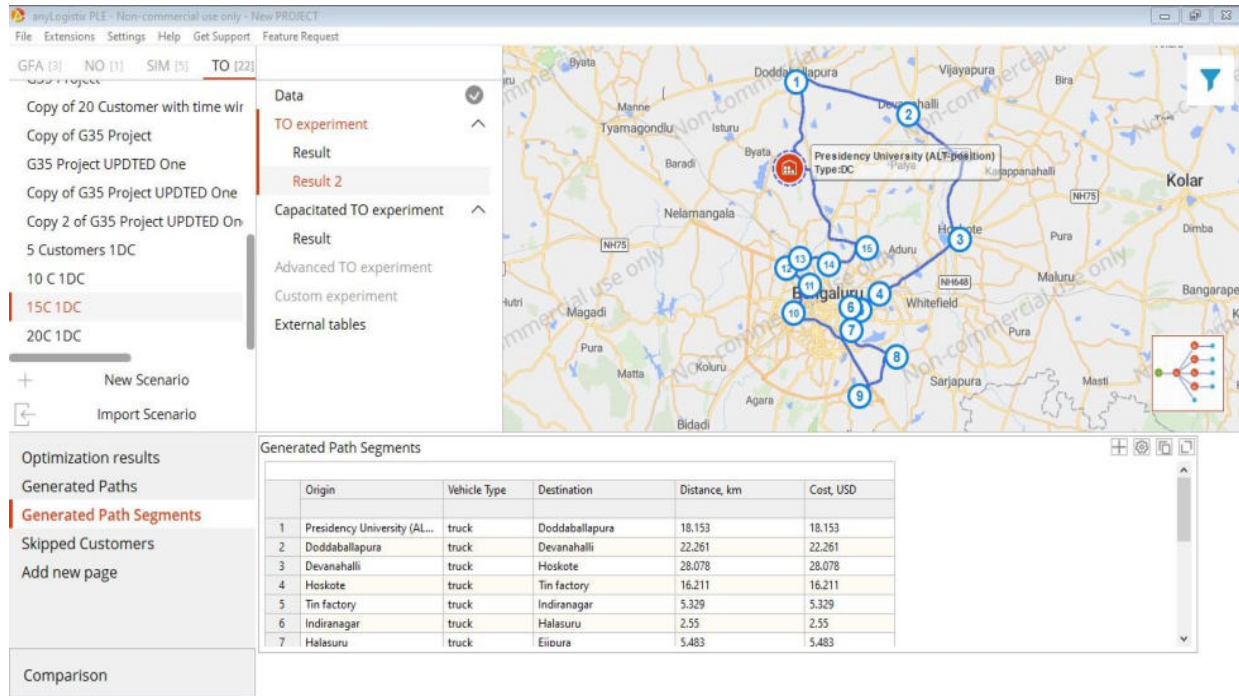 anyLogistix PLE - Non-commercial use only - New PROJECT
File Extensions Settings Help Get Support Feature Request
GFA [3] NO [1] SIM [5] TO [22]
Copy of 20 Customer with time wir
Copy of G35 Project
G35 Project UPDTED One
Copy of G35 Project UPDTED One
Copy 2 of G35 Project UPDTED On
5 Customers 1DC
10 C 1DC
15C 1DC
20C 1DC
New Scenario
Import Scenario
Data
TO experiment
Result
Result 2
Capacitated TO experiment
Result
Advanced TO experiment
Custom experiment
External tables
Byata
Vijayapura
Bira
1
Manne
2
Tyamagondlu
Isturu
Byata
Baradi
Presidency University (ALT-position)
Type:DC
Karappanahalli
Kolar
NH75
Nelamangala
NH75
3
Pura
Dimba
15
Aduru
13
14
12
11
NH648
Maluru
Bangarape
Bengaluru
4
Whitefield
Magadi
10
6
7
Pura
Pura
8
Koluru
Matta
Sarjapura
Masti
9
Agara
Bidadi
Non-commercial use only
Optimization results
Generated Paths
Generated Path Segments
Skipped Customers
Add new page
Comparison
Generated Path Segments
Origin Vehicle Type Destination Distance, km Cost, USD
1 Presidency University (AL... truck Doddaballapura 18.153 18.153
2 Doddaballapura truck Devanahalli 22.261 22.261
3 Devanahalli truck Hoskote 28.078 28.078
4 Hoskote truck Tin factory 16.211 16.211
5 Tin factory truck Indiranagar 5.329 5.329
6 Indiranagar truck Halasuru 2.55 2.55
7 Halasuru truck Ejipura 5.483 5.483